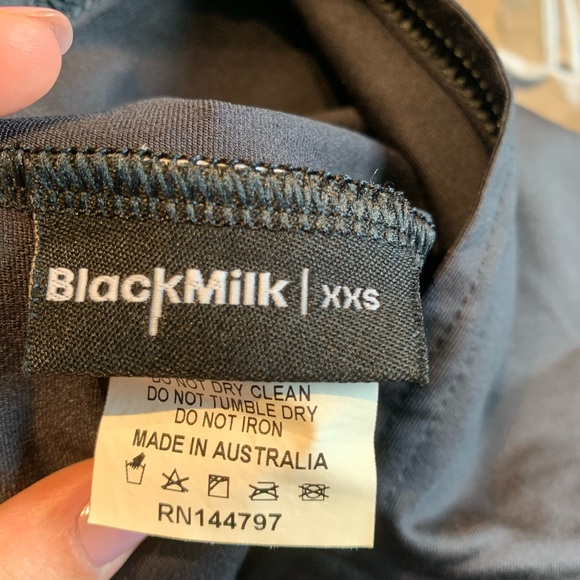 BlackMilk | XXS
DO NOT DRY CLEAN
DO NOT TUMBLE DRY
DO NOT IRON
MADE IN AUSTRALIA
RN144797